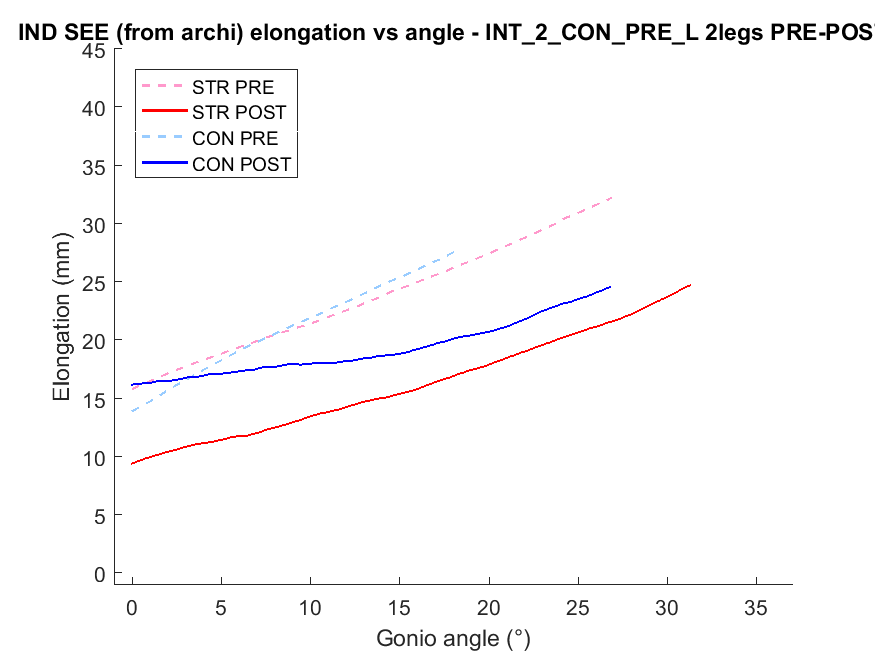 IND SEE (from archi) elongation vs angle - INT_2_CON_PRE_L 2legs PRE-POST
45
40
35
30
25
20
15
10
5
0
Elongation (mm)
STR PRE
STR POST
CON PRE
CON POST
0 5 10 15 20 25 30 35
Gonio angle (°)